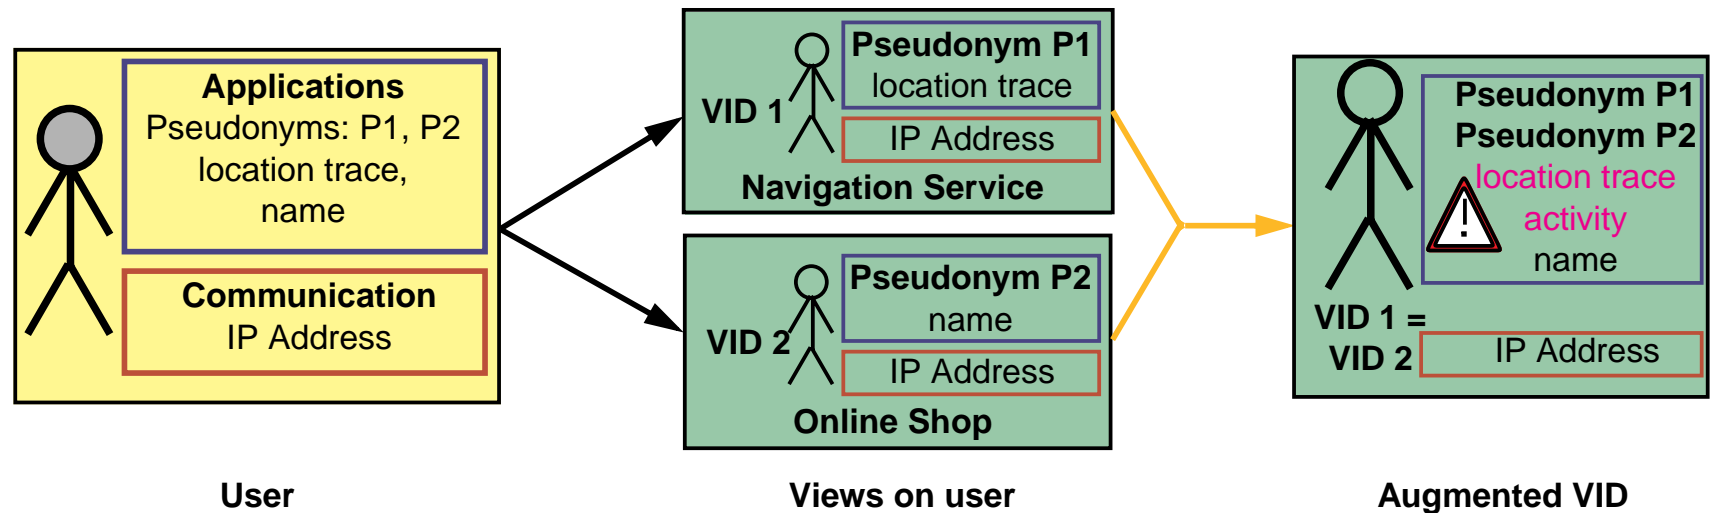 Applications
Pseudonyms: P1, P2
location trace,
name
Communication
IP Address
User
VID 1
Pseudonym P1
location trace
IP Address
Navigation Service
VID 2
Pseudonym P2
name
IP Address
Online Shop
Views on user
Pseudonym P1
Pseudonym P2
location trace
!
activity
name
VID 1 =
VID 2
IP Address
Augmented VID